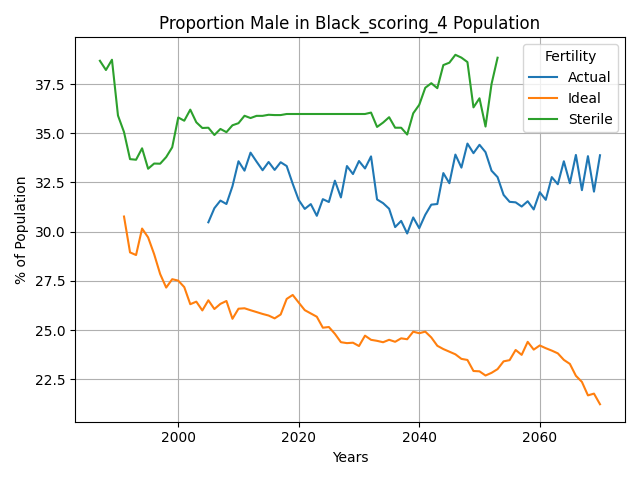 Proportion Male in Black_scoring_4 Population
Fertility
Actual
Ideal
Sterile
% of Population
37.5
35.0
32.5
30.0
27.5
25.0
22.5
2000
2020
2040
2060
Years